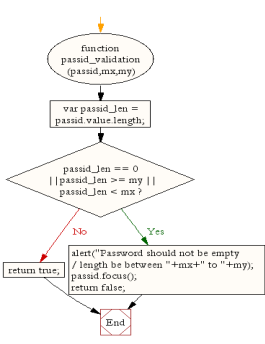 function
passid_validation
(passid,mx,my)
var passid_len =
passid.value.length;
passid_len == 0
||passid_len >= my ||
passid_len < mx ?
No
Yes
return true;
alert("Password should not be empty
/ length be between "+mx+" to "+my);
passid.focus();
return false;
End